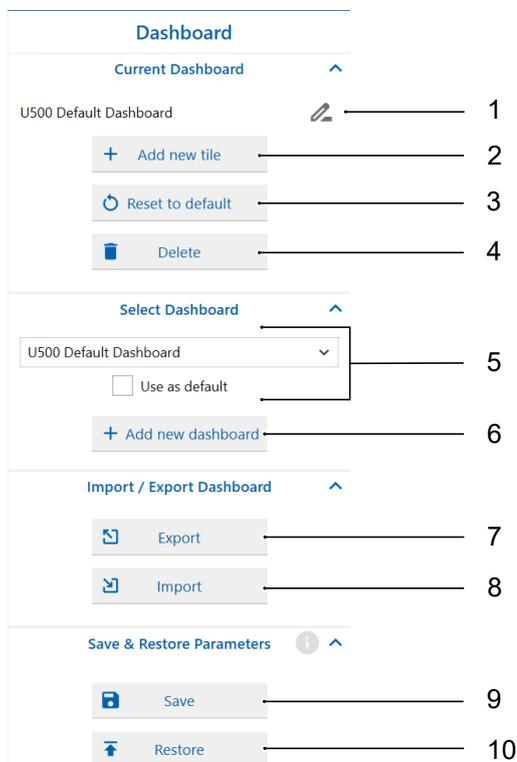 Dashboard
Current Dashboard
U500 Default Dashboard 1
Add new tile 2
Reset to default 3
Delete 4
Select Dashboard
U500 Default Dashboard
5
Use as default
Add new dashboard 6
Import / Export Dashboard
Export 7
Import 8
Save & Restore Parameters i
Save 9
Restore 10